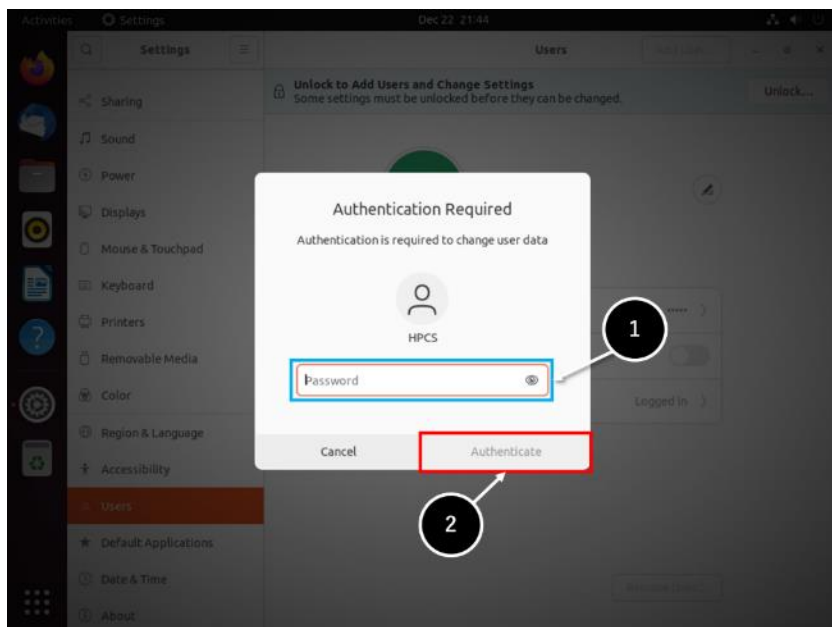 Activities
Settings
Dec 22 21:44
Settings
Users
Unlock to Add Users and Change Settings
Some settings must be unlocked before they can be changed.
Unlock...
Sharing
Sound
Power
Displays
Mouse & Touchpad
Keyboard
Printers
Removable Media
Color
Region & Language
Accessibility
Users
Default Applications
Date & Time
About
Authentication Required
Authentication is required to change user data
HPCS
Password
Cancel
Authenticate
1
2
Logged in